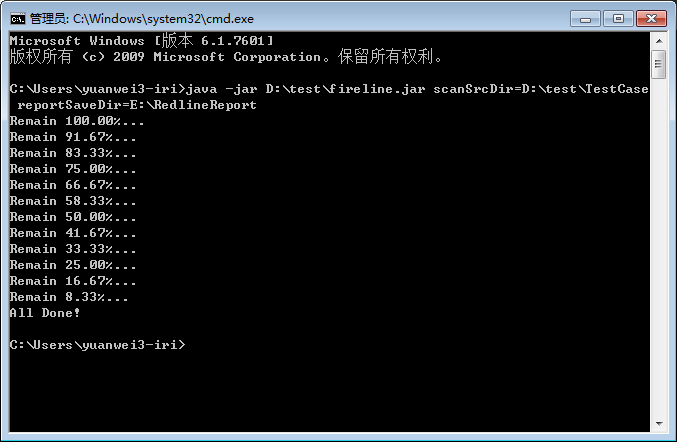 管理员: C:\Windows\system32\cmd.exe
Microsoft Windows [版本 6.1.7601]
版权所有 (c) 2009 Microsoft Corporation。保留所有权利。
C:\Users\yuanwei3-iri>java -jar D:\test\fireline.jar scanSrcDir=D:\test\TestCase
reportSaveDir=E:\RedlineReport
Remain 100.00%...
Remain 91.67%...
Remain 83.33%...
Remain 75.00%...
Remain 66.67%...
Remain 58.33%...
Remain 50.00%...
Remain 41.67%...
Remain 33.33%...
Remain 25.00%...
Remain 16.67%...
Remain 8.33%...
All Done!
C:\Users\yuanwei3-iri>